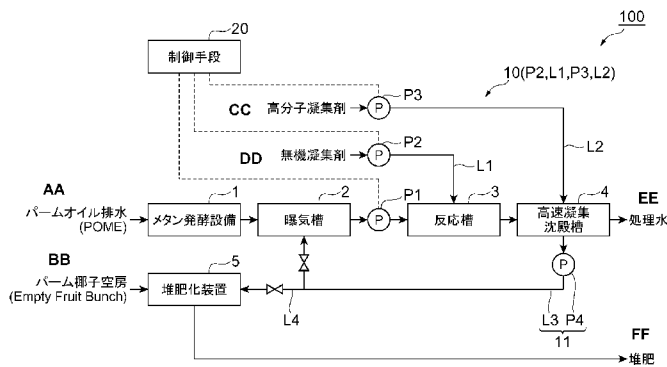 100
20
制御手段
10(P2,L1,P3,L2)
P3
CC 高分子凝集剤 P
P2
DD 無機凝集剤 P
L1
L2
AA
1
2
P1
3
4
EE
パームオイル排水
(POME)
メタン発酵設備
曝気槽
P
反応槽
高速凝集
沈殿槽
処理水
BB
5
パーム椰子空房
(Empty Fruit Bunch)
堆肥化装置
P
L4
L3 P4
11
FF
堆肥